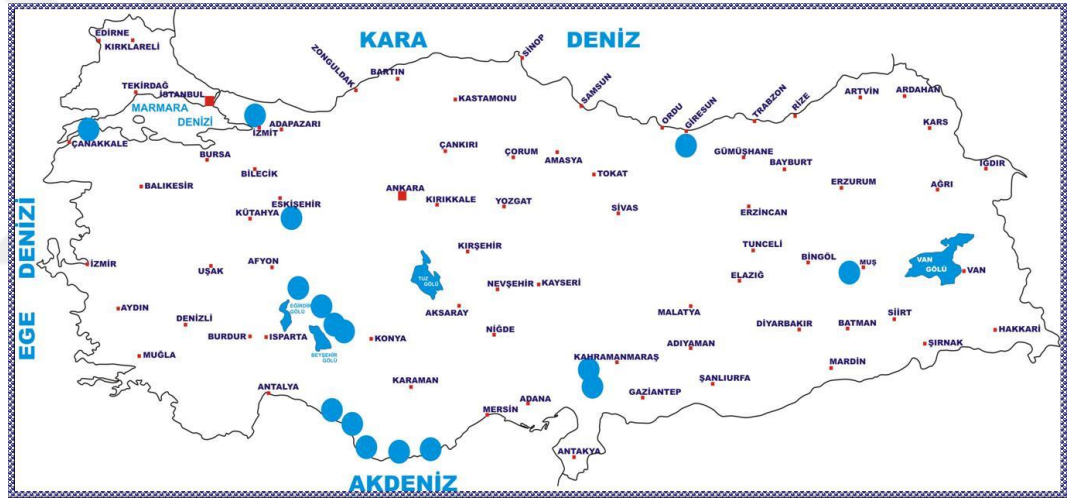 KARA DENİZ
SİNOP
EDİRNE
KIRKLARELİ
ZONGULDAK
BARTIN
TEKİRDAĞ
İSTANBUL
KASTAMONU
SAMSUN
ARTVİN
ARDAHAN
MARMARA
DENİZİ
ORDU
GİRESUN
TRABZON
RİZE
İZMİT
ADAPAZARI
KARS
ÇANAKKALE
BURSA
ÇANKIRI
ÇORUM
AMASYA
GÜMÜŞHANE
BAYBURT
IĞDIR
BİLECİK
TOKAT
BALIKESİR
ANKARA
ERZURUM
AĞRI
ESKİŞEHİR
KIRIKKALE
YOZGAT
KÜTAHYA
SİVAS
ERZİNCAN
EGE DENİZİ
KIRŞEHİR
TUNCELİ
İZMİR
UŞAK
AFYON
BİNGÖL
MUŞ
VAN
GÖLÜ
VAN
TUZ
GÖLÜ
ELAZIĞ
NEVŞEHİR
KAYSERİ
AYDIN
EĞİRDİR
GÖLÜ
AKSARAY
MALATYA
SİİRT
DENİZLİ
DİYARBAKIR
BATMAN
HAKKARİ
BURDUR
ISPARTA
KONYA
NİĞDE
ŞIRNAK
MUĞLA
BEYŞEHİR
GÖLÜ
KAHRAMANMARAŞ
ADIYAMAN
MARDİN
ANTALYA
KARAMAN
GAZİANTEP
ŞANLIURFA
MERSİN
ADANA
ANTAKYA
AKDENİZ